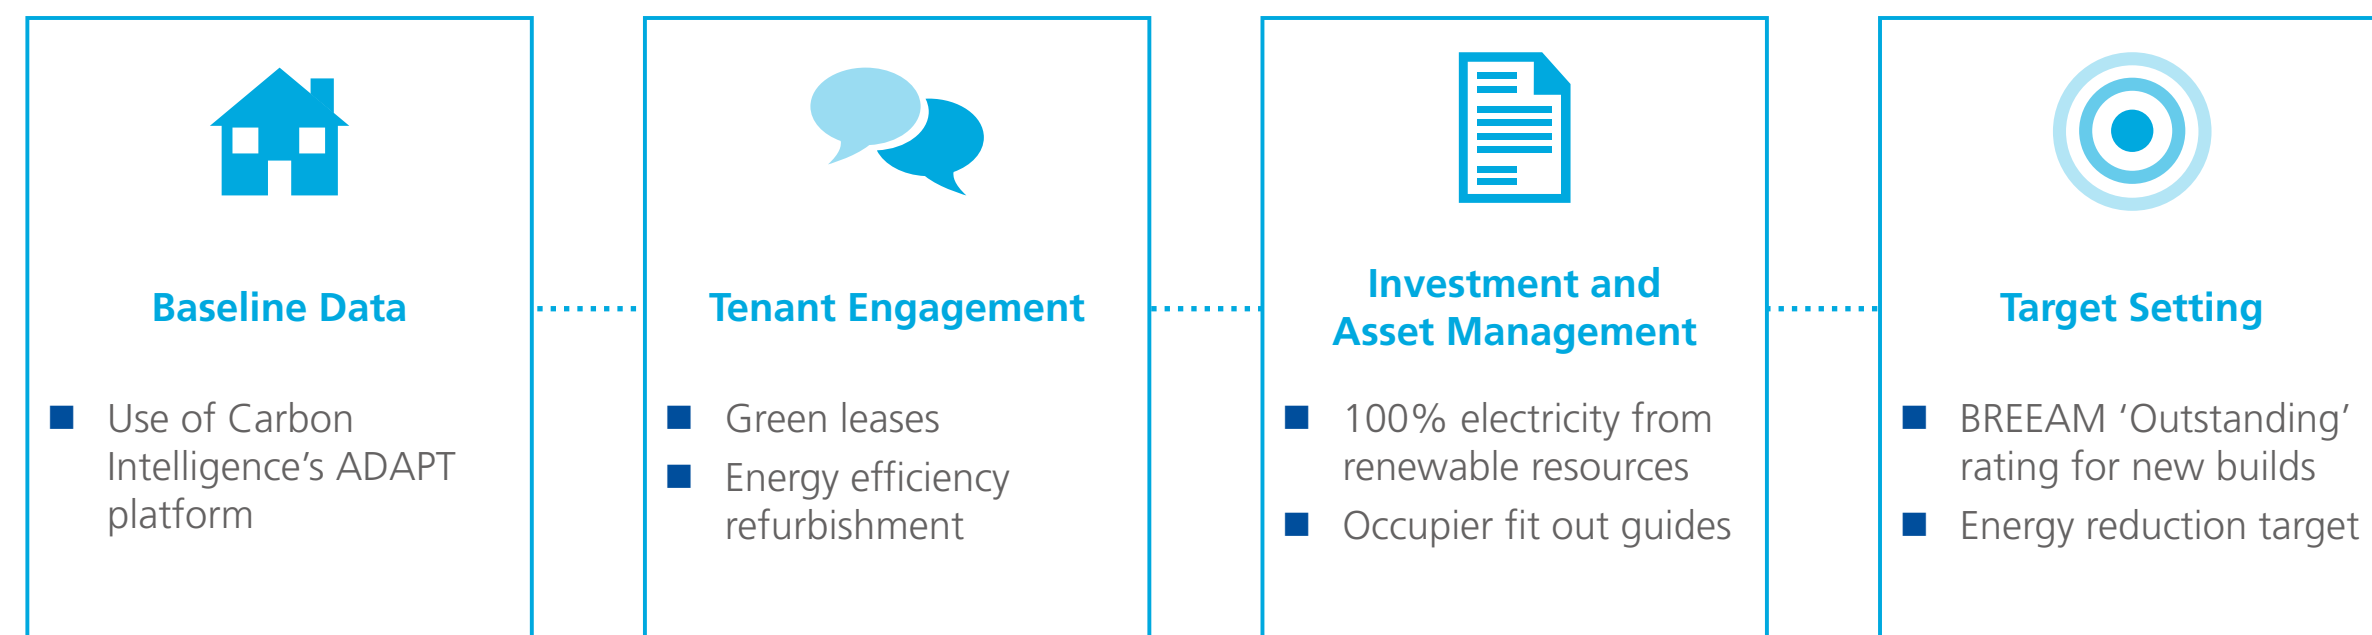 Baseline Data
Use of Carbon
Intelligence’s ADAPT
platform
Tenant Engagement
Green leases
Energy efficiency
refurbishment
Investment and
Asset Management
100% electricity from
renewable resources
Occupier fit out guides
Target Setting
BREEAM ‘Outstanding’
rating for new builds
Energy reduction target